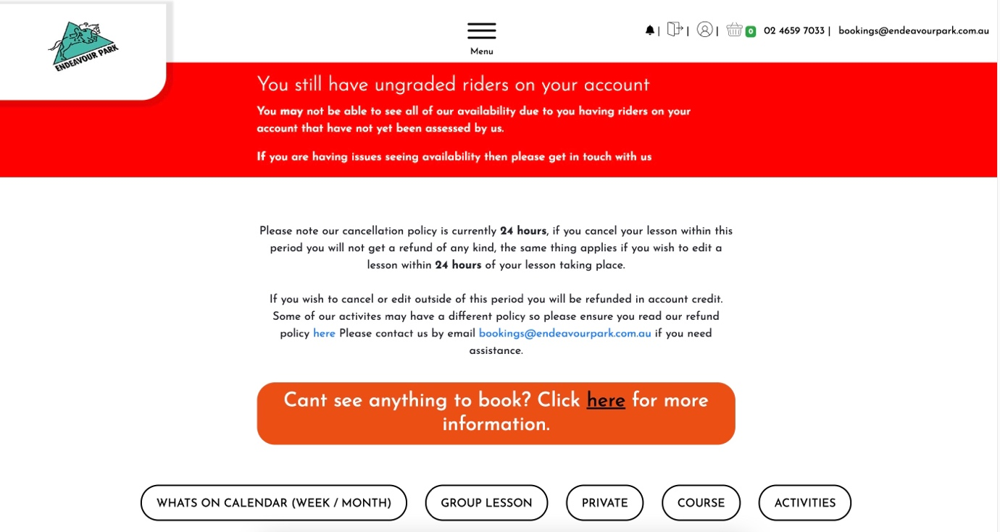 ENDEAVOUR PARK
Menu
| | | 0 02 4659 7033 | bookings@endeavourpark.com.au
You still have ungraded riders on your account
You may not be able to see all of our availability due to you having riders on your
account that have not yet been assessed by us.
If you are having issues seeing availability then please get in touch with us
Please note our cancellation policy is currently 24 hours, if you cancel your lesson within this
period you will not get a refund of any kind, the same thing applies if you wish to edit a
lesson within 24 hours of your lesson taking place.
If you wish to cancel or edit outside of this period you will be refunded in account credit.
Some of our activites may have a different policy so please ensure you read our refund
policy here Please contact us by email bookings@endeavourpark.com.au if you need
assistance.
Cant see anything to book? Click here for more
information.
WHATS ON CALENDAR (WEEK / MONTH)
GROUP LESSON
PRIVATE
COURSE
ACTIVITIES